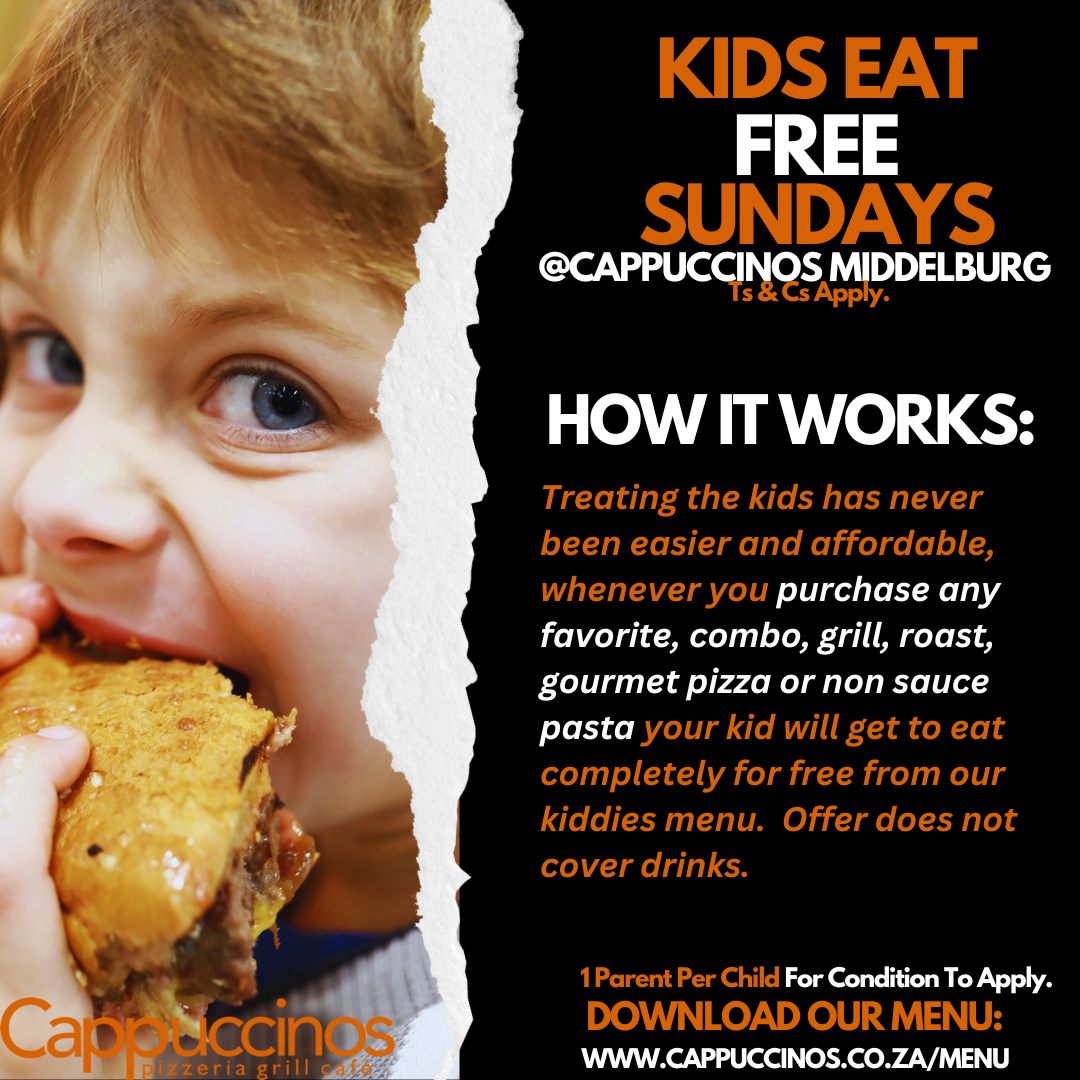 KIDS EAT
FREE
SUNDAYS
@CAPPUCCINOS MIDDELBURG
Ts & Cs Apply.
HOW IT WORKS:
Treating the kids has never
been easier and affordable,
whenever you purchase any
favorite, combo, grill, roast,
gourmet pizza or non sauce
pasta your kid will get to eat
completely for free from our
kiddies menu.  Offer does not
cover drinks.
1 Parent Per Child For Condition To Apply.
DOWNLOAD OUR MENU:
WWW.CAPPUCCINOS.CO.ZA/MENU
Cappuccinos
pizzeria grill café